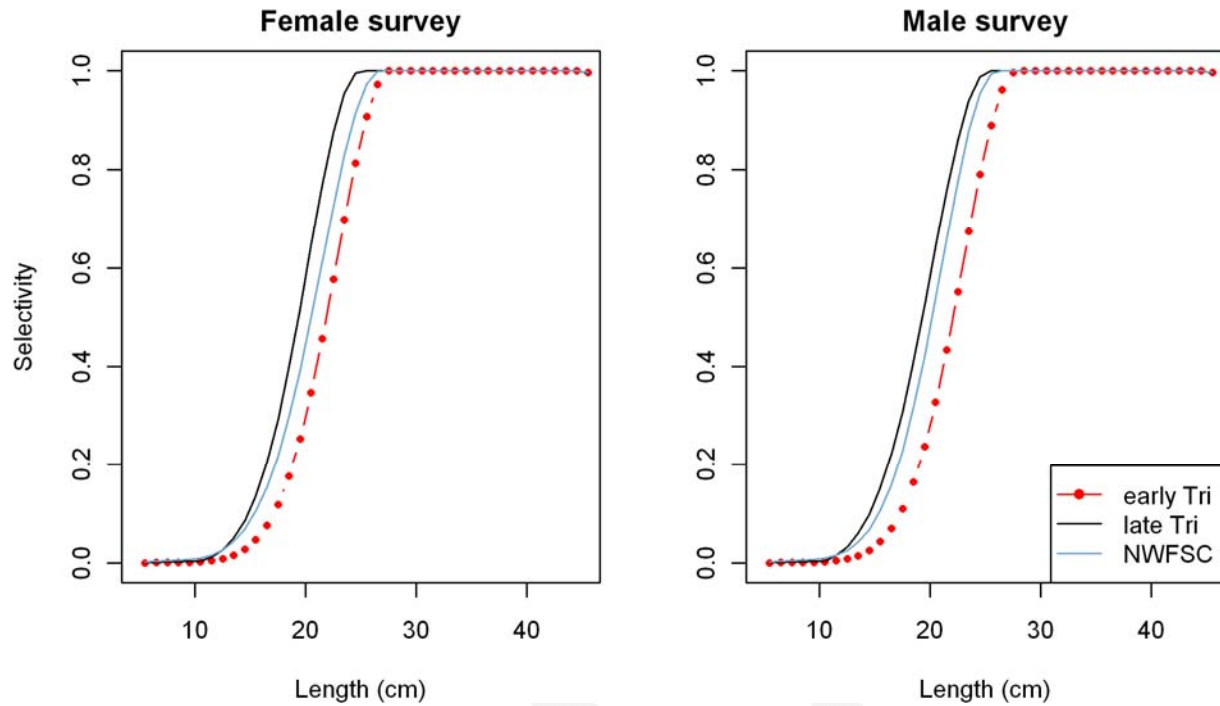 Female survey
Male survey
Selectivity
1.0
0.8
0.6
0.4
0.2
0.0
1.0
0.8
0.6
0.4
0.2
0.0
early Tri
late Tri
NWFSC
10 20 30 40
10 20 30 40
Length (cm)
Length (cm)